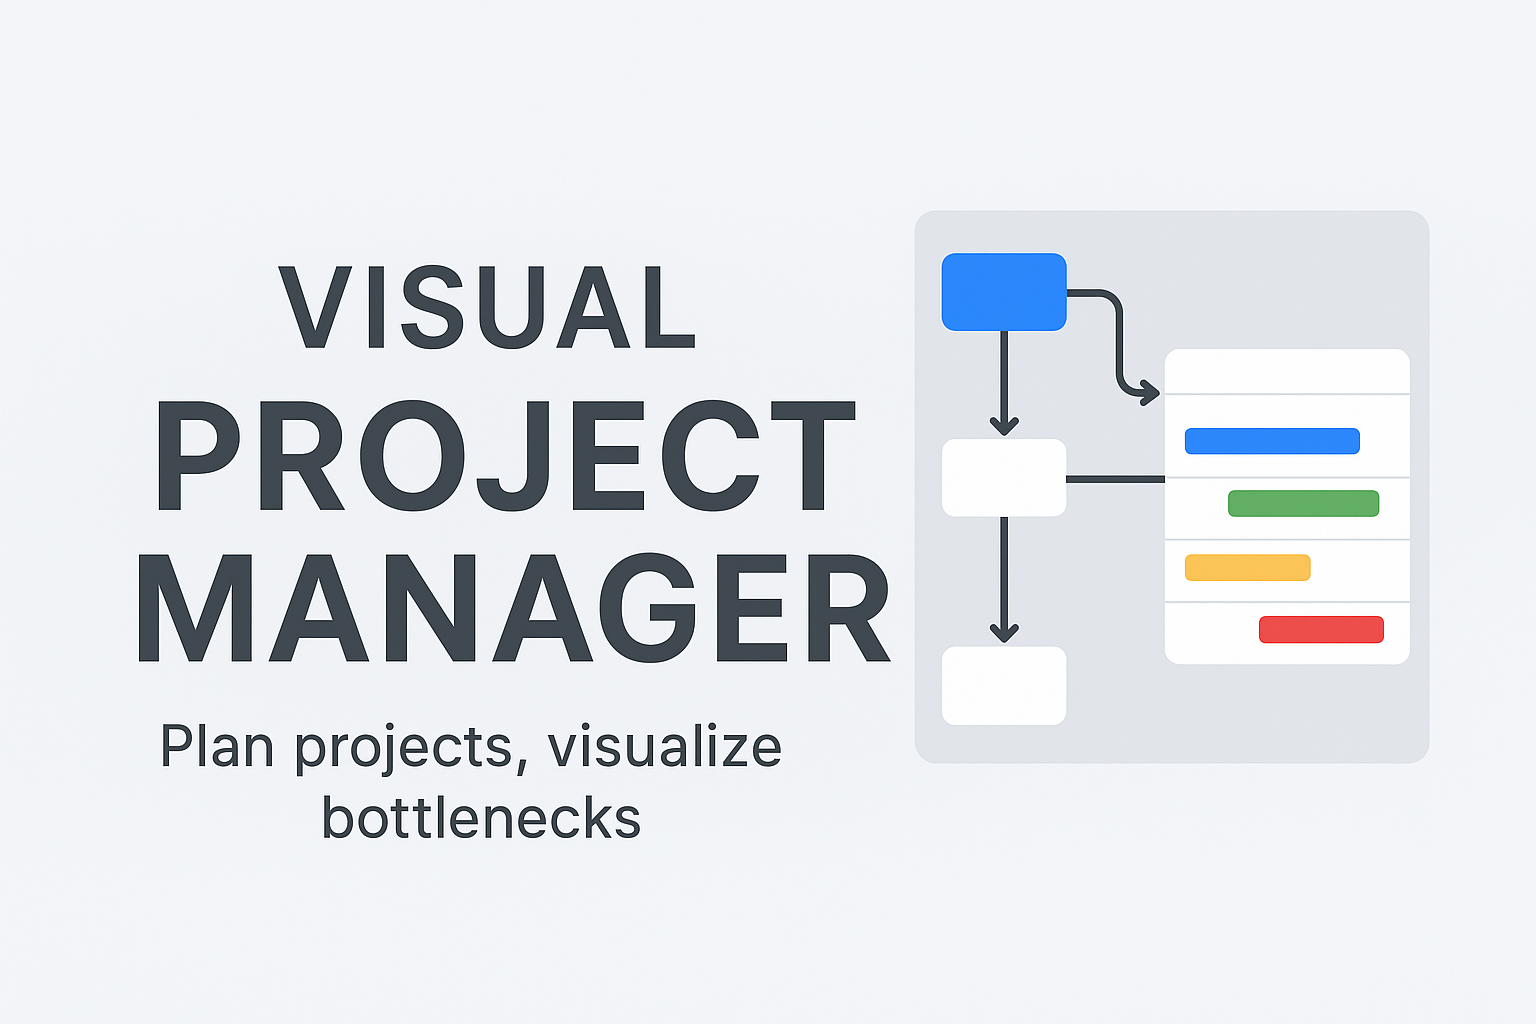 VISUAL
PROJECT
MANAGER
Plan projects, visualize
bottlenecks